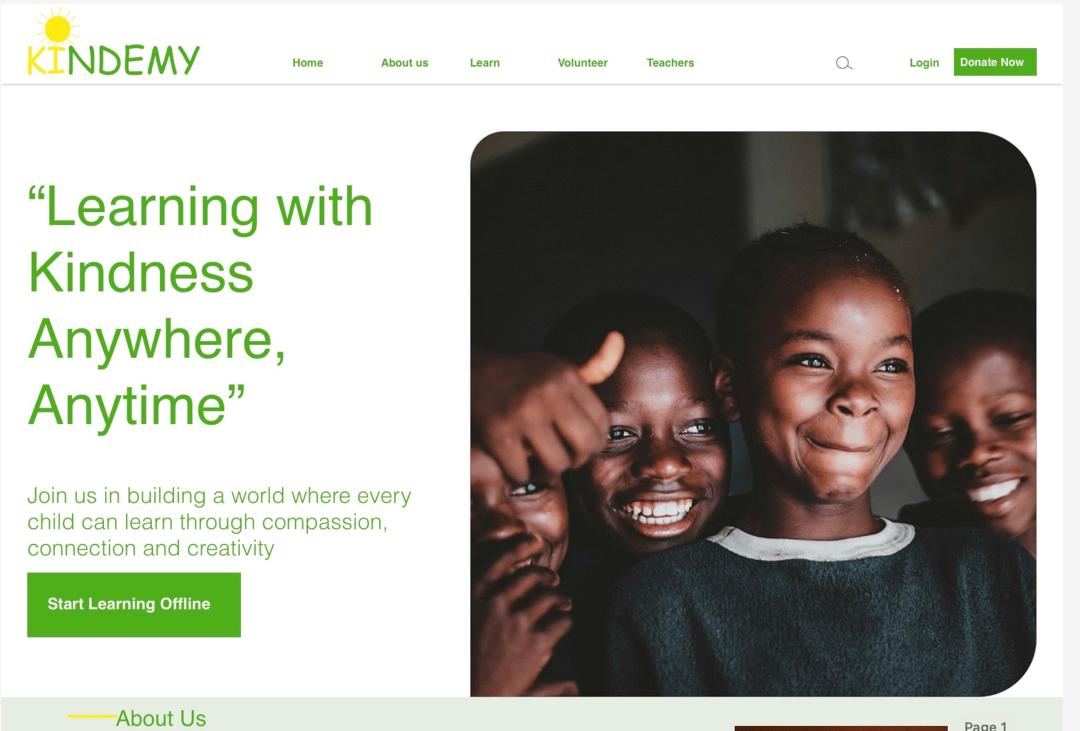 KINDEMY
Home About us Learn Volunteer Teachers Login Donate Now
“Learning with
Kindness
Anywhere,
Anytime”
Join us in building a world where every
child can learn through compassion,
connection and creativity
Start Learning Offline
About Us
Page 1